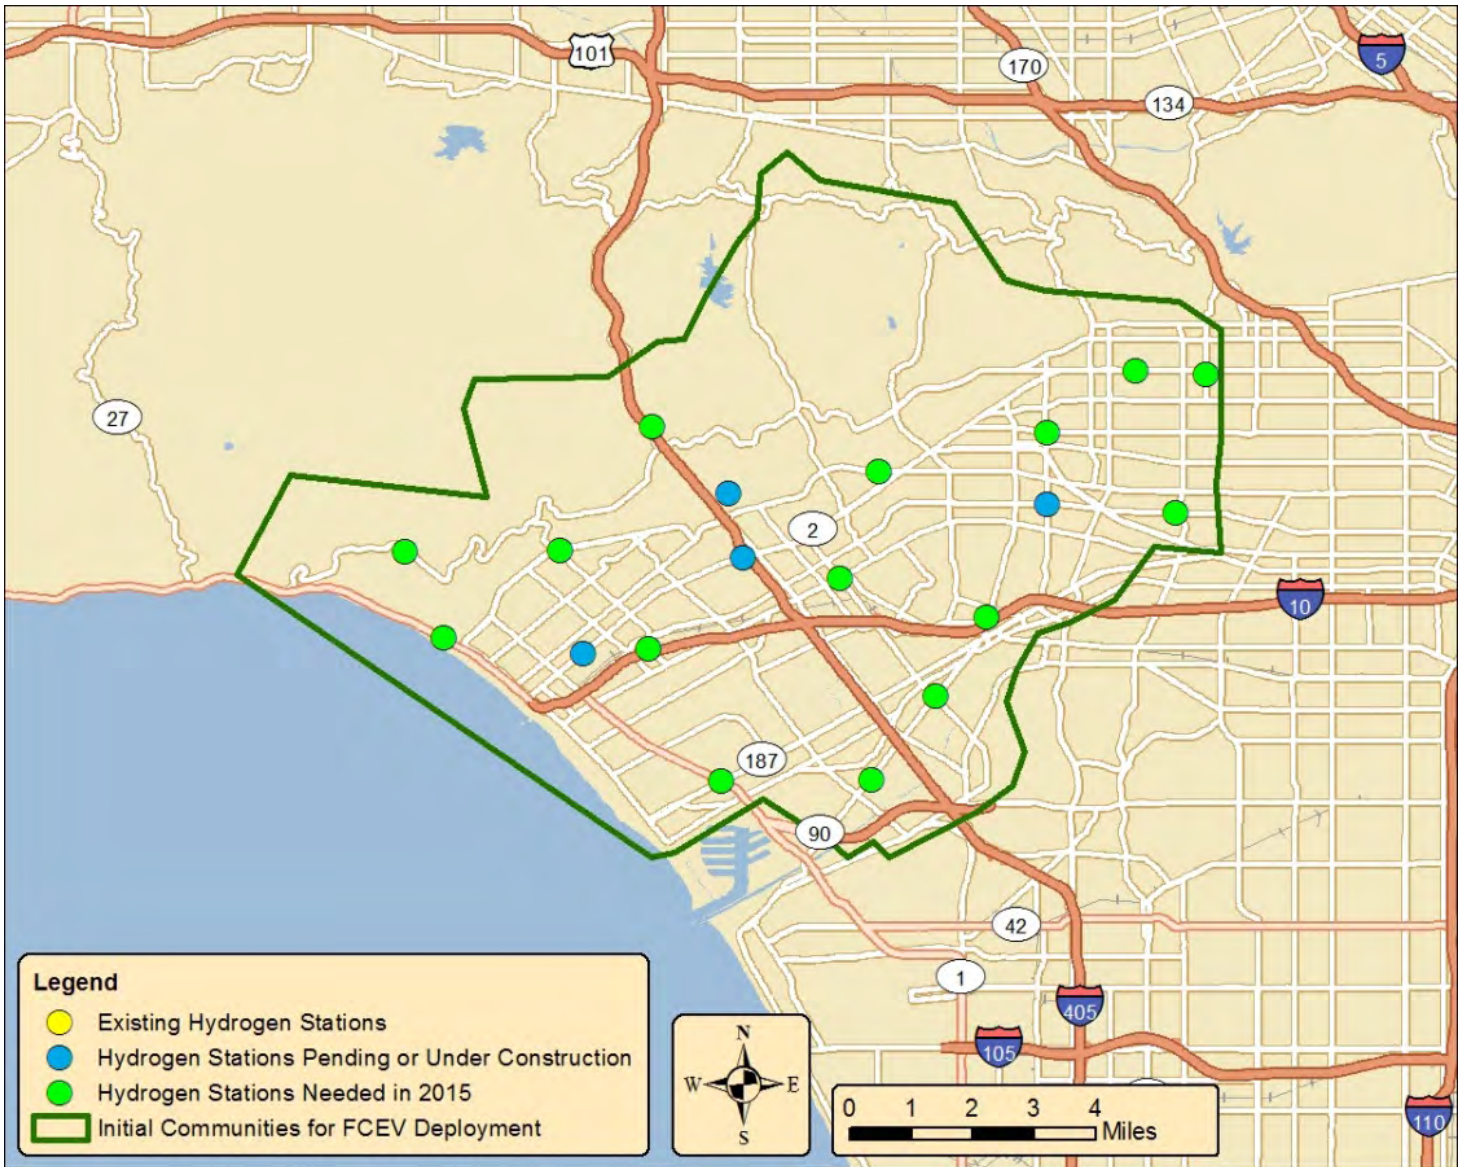 101
170
5
134
27
2
10
187
90
42
1
405
105
110
Legend
Existing Hydrogen Stations
Hydrogen Stations Pending or Under Construction
Hydrogen Stations Needed in 2015
Initial Communities for FCEV Deployment
N
W E
S
0 1 2 3 4
Miles